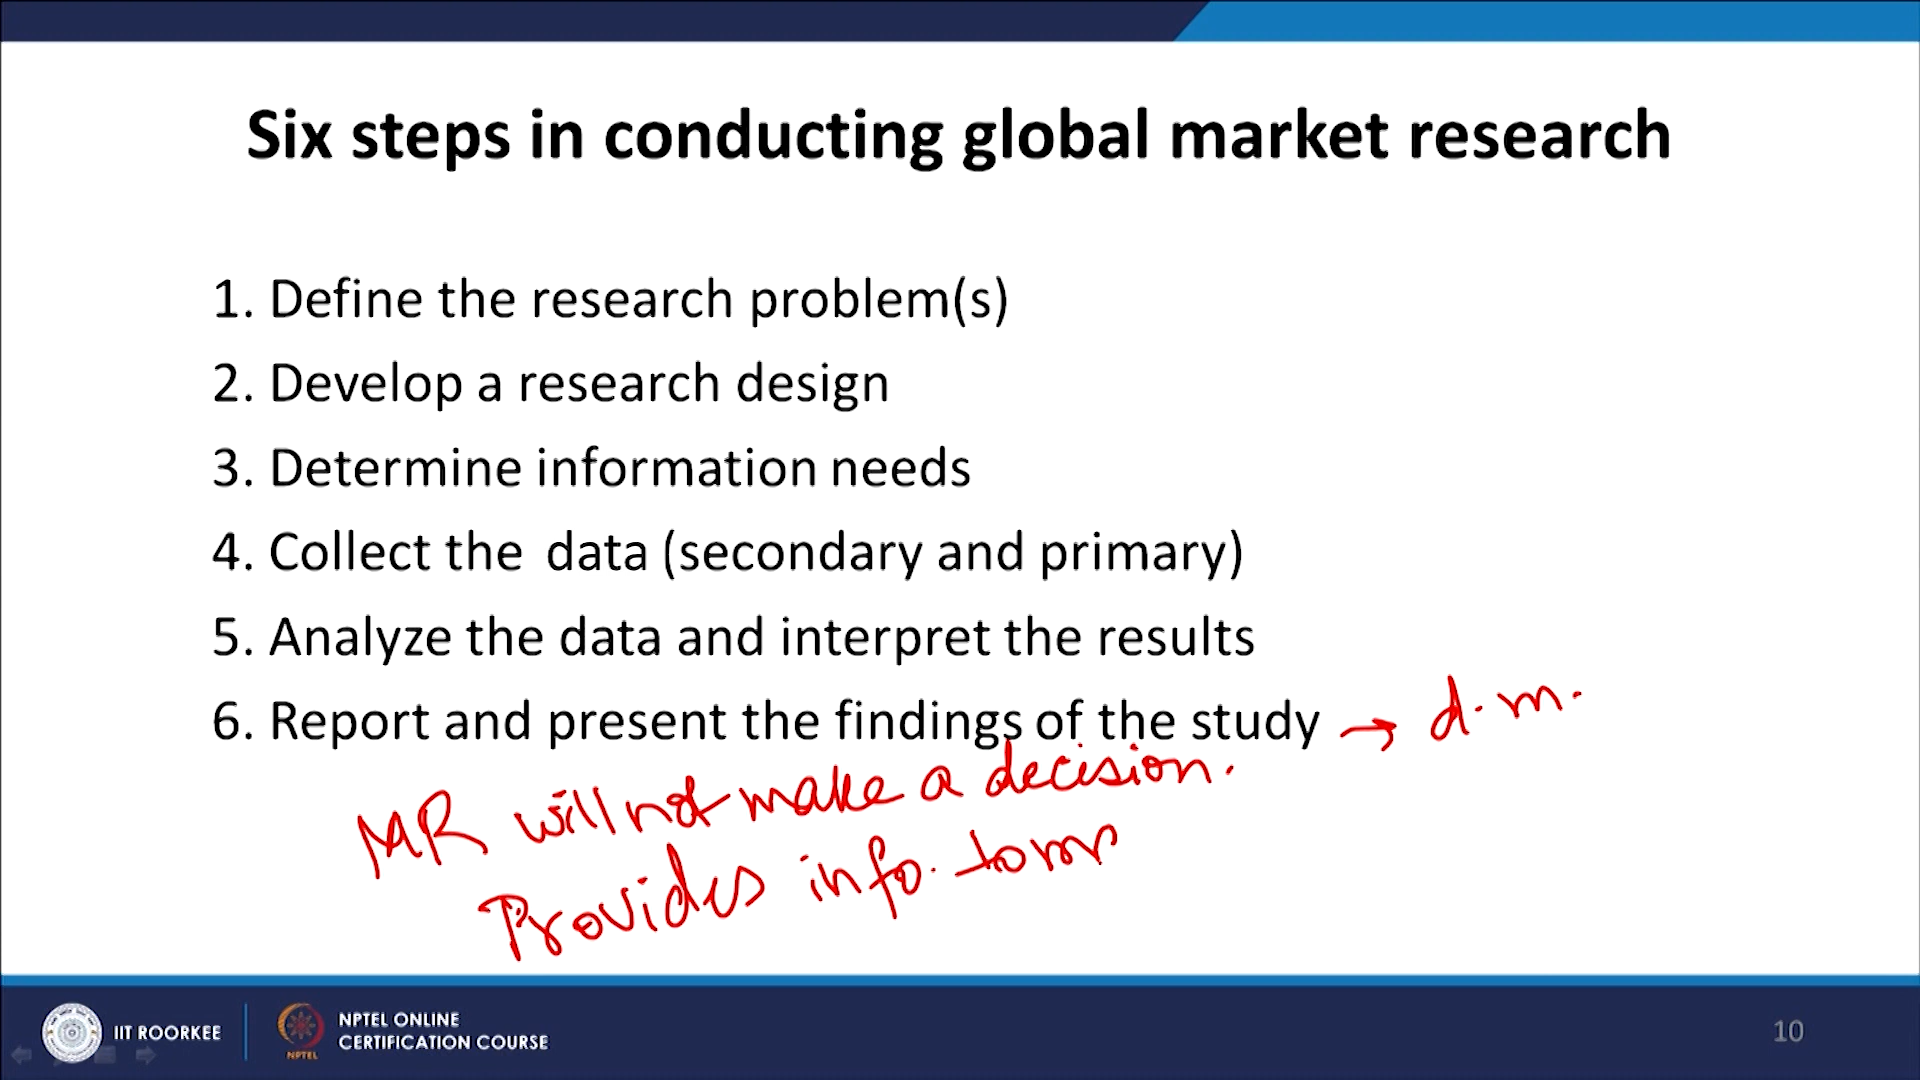 Six steps in conducting global market research
1. Define the research problem(s)
2. Develop a research design
3. Determine information needs
4. Collect the data (secondary and primary)
5. Analyze the data and interpret the results
6. Report and present the findings of the study → d.m.
MR will not make a decision.
Provides info. to
IIT ROORKEE
NPTEL
NPTEL ONLINE
CERTIFICATION COURSE
10